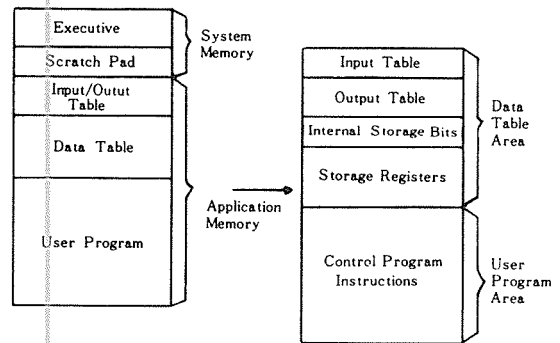 Executive
Scratch Pad
Input/Outut
Table
Data Table
User Program
System
Memory
Application
Memory
Input Table
Output Table
Internal Storage Bits
Storage Registers
Control Program
Instructions
Data
Table
Area
User
Program
Area